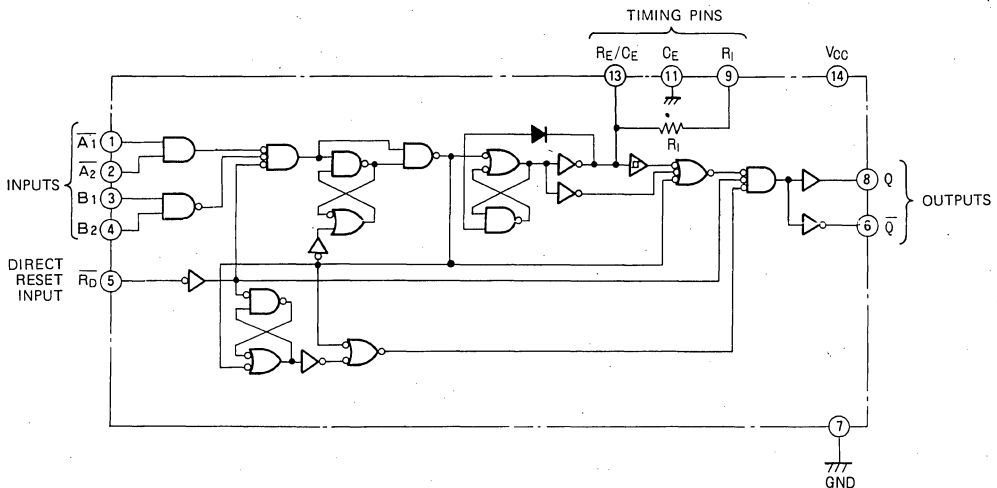 TIMING PINS
RE/CE CE RI VCC
13 11 9 14
RI
INPUTS
A1 1
A2 2
B1 3
B2 4
DIRECT RESET INPUT
RD 5
8 Q
6 Q
OUTPUTS
7
GND